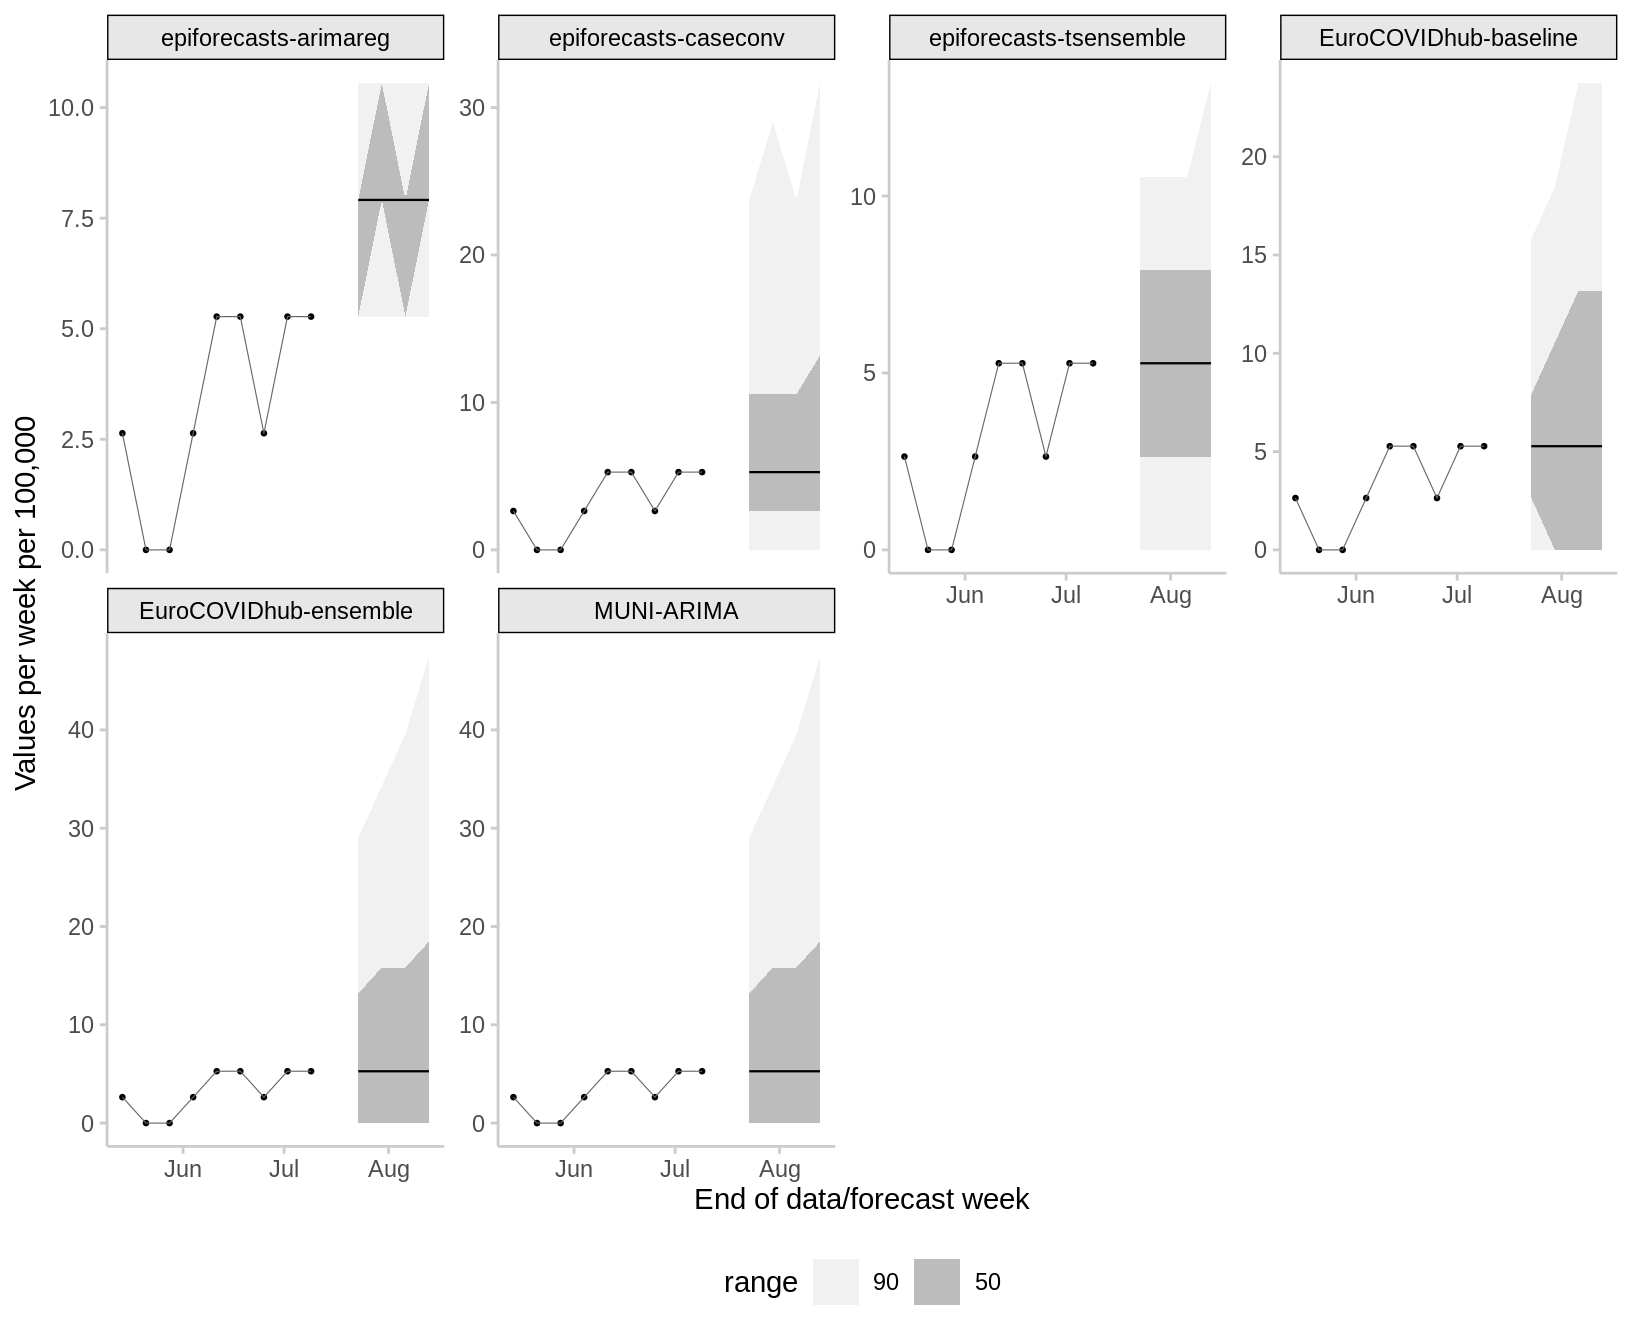 epiforecasts-arimareg
epiforecasts-caseconv
epiforecasts-tsensemble
EuroCOVIDhub-baseline
10.0
7.5
5.0
2.5
0.0
30
20
10
0
10
5
0
20
15
10
5
0
Jun Jul Aug
Jun Jul Aug
Values per week per 100,000
EuroCOVIDhub-ensemble
MUNI-ARIMA
40
30
20
10
0
40
30
20
10
0
Jun Jul Aug
Jun Jul Aug
End of data/forecast week
range 90 50